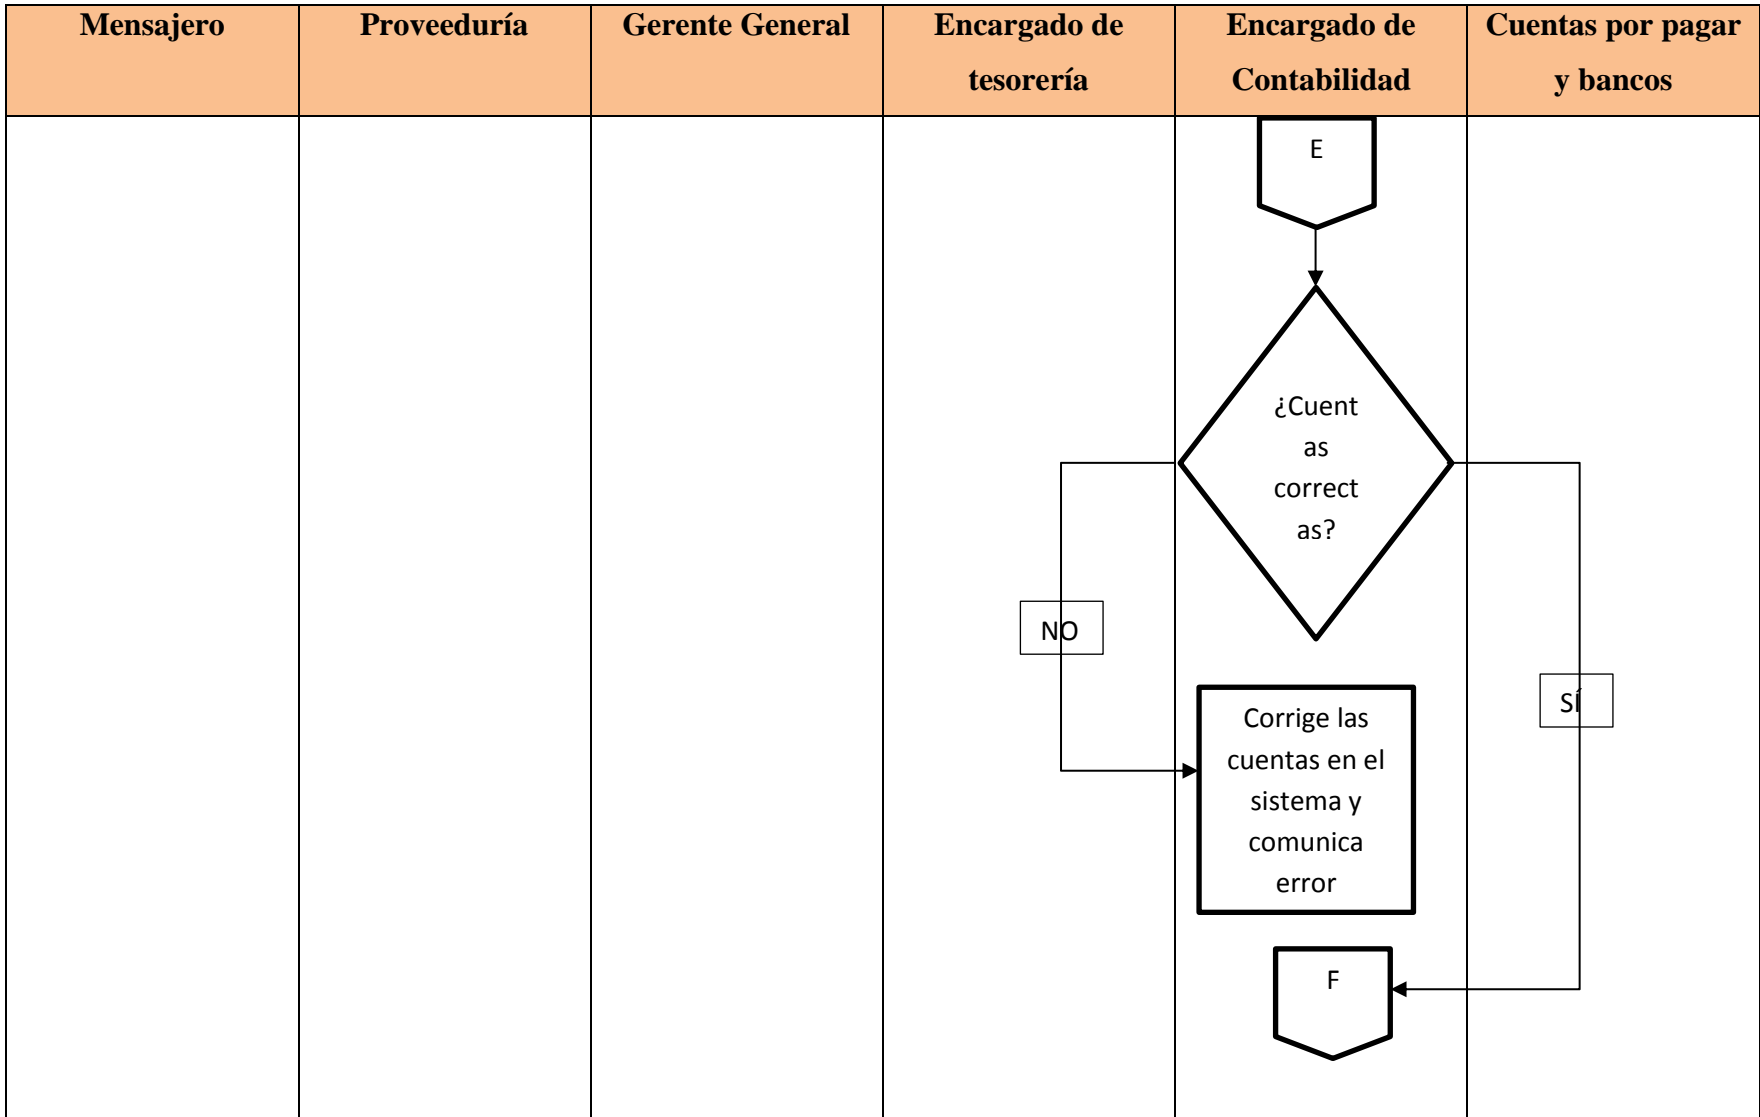 Mensajero
Proveeduría
Gerente General
Encargado de
tesorería
Encargado de
Contabilidad
Cuentas por pagar
y bancos
E
¿Cuent
as
correct
as?
NO
SÍ
Corrige las
cuentas en el
sistema y
comunica
error
F